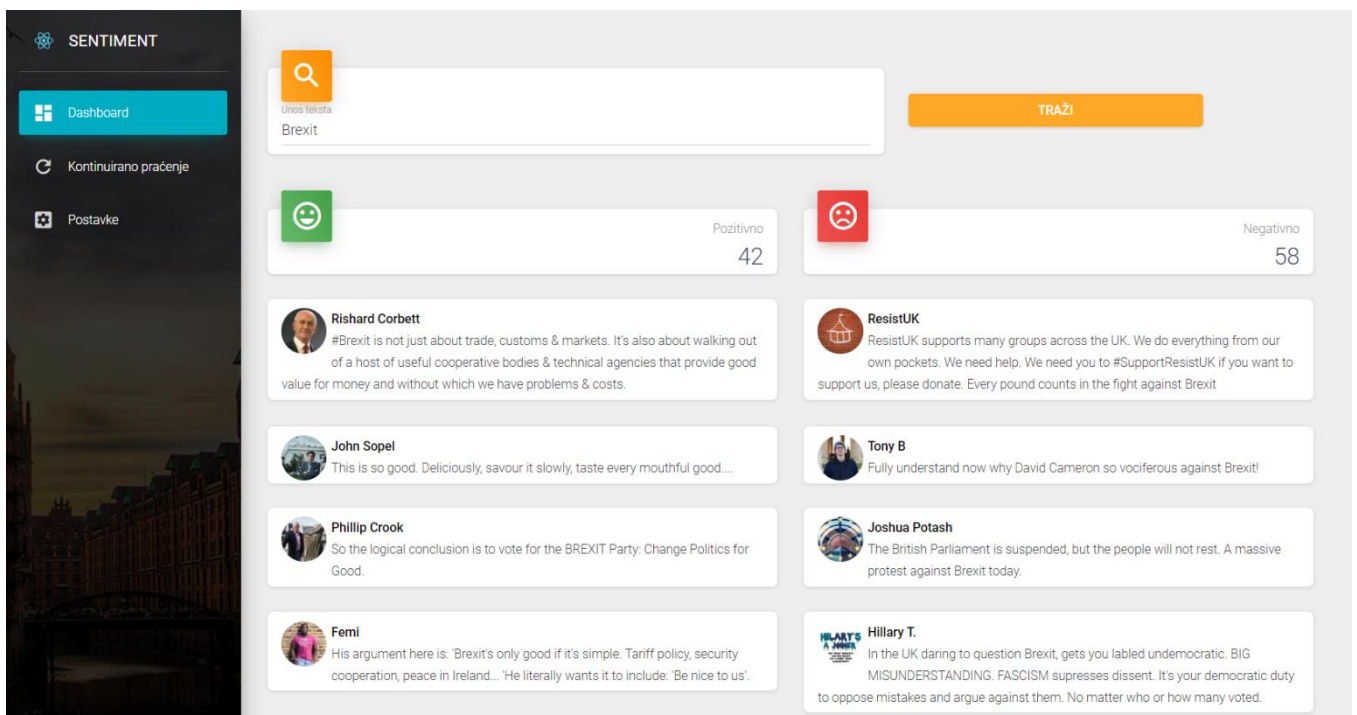 SENTIMENT
Dashboard
Kontinuirano praćenje
Postavke
Unos teksta
Brexit
TRAŽI
Pozitivno
42
Negativno
58
Rishard Corbett
#Brexit is not just about trade, customs & markets. It's also about walking out
of a host of useful cooperative bodies & technical agencies that provide good
value for money and without which we have problems & costs.
John Sopel
This is so good. Deliciously, savour it slowly, taste every mouthful good....
Phillip Crook
So the logical conclusion is to vote for the BREXIT Party: Change Politics for
Good.
Femi
His argument here is: 'Brexit's only good if it's simple. Tariff policy, security
cooperation, peace in Ireland... 'He literally wants it to include: 'Be nice to us'.
ResistUK
ResistUK supports many groups across the UK. We do everything from our
own pockets. We need help. We need you to #SupportResistUK if you want to
support us, please donate. Every pound counts in the fight against Brexit
Tony B
Fully understand now why David Cameron so vociferous against Brexit!
Joshua Potash
The British Parliament is suspended, but the people will not rest. A massive
protest against Brexit today.
HILARY'S
A
Hillary T.
In the UK daring to question Brexit, gets you labled undemocratic. BIG
MISUNDERSTANDING. FASCISM supresses dissent. It's your democratic duty
to oppose mistakes and argue against them. No matter who or how many voted.